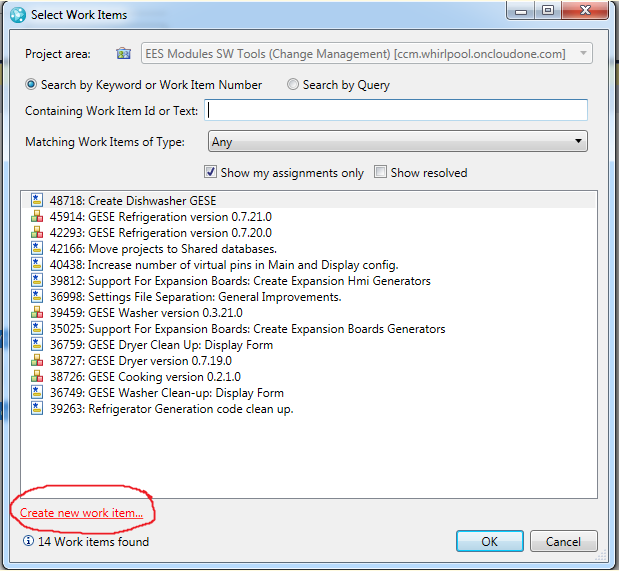 Select Work Items
Project area: EES Modules SW Tools (Change Management) [ccm.whirlpool.oncloudone.com]
Search by Keyword or Work Item Number Search by Query
Containing Work Item Id or Text:
Matching Work Items of Type: Any
Show my assignments only Show resolved
48718: Create Dishwasher GESE
45914: GESE Refrigeration version 0.7.21.0
42293: GESE Refrigeration version 0.7.20.0
42166: Move projects to Shared databases.
40438: Increase number of virtual pins in Main and Display config.
39812: Support For Expansion Boards: Create Expansion Hmi Generators
36998: Settings File Separation: General Improvements.
39459: GESE Washer version 0.3.21.0
35025: Support For Expansion Boards: Create Expansion Boards Generators
36759: GESE Dryer Clean Up: Display Form
38727: GESE Dryer version 0.7.19.0
38726: GESE Cooking version 0.2.1.0
36749: GESE Washer Clean-up: Display Form
39263: Refrigerator Generation code clean up.
Create new work item...
14 Work items found
OK Cancel